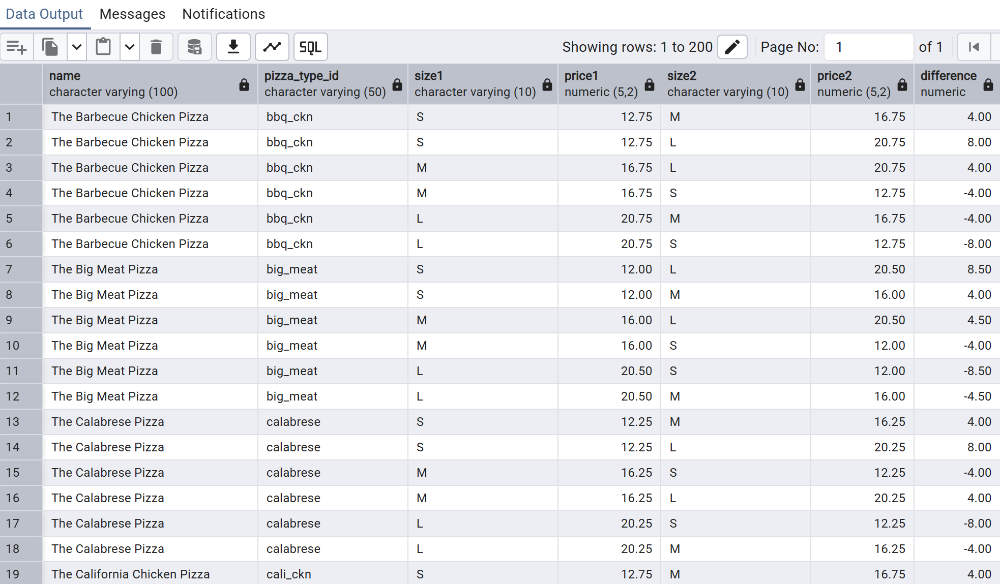 Data Output Messages Notifications
SQL Showing rows: 1 to 200 Page No: 1 of 1
name pizza_type_id size1 price1 size2 price2 difference
character varying (100) character varying (50) character varying (10) numeric (5,2) character varying (10) numeric (5,2) numeric
1 The Barbecue Chicken Pizza bbq_ckn S 12.75 M 16.75 4.00
2 The Barbecue Chicken Pizza bbq_ckn S 12.75 L 20.75 8.00
3 The Barbecue Chicken Pizza bbq_ckn M 16.75 L 20.75 4.00
4 The Barbecue Chicken Pizza bbq_ckn M 16.75 S 12.75 -4.00
5 The Barbecue Chicken Pizza bbq_ckn L 20.75 M 16.75 -4.00
6 The Barbecue Chicken Pizza bbq_ckn L 20.75 S 12.75 -8.00
7 The Big Meat Pizza big_meat S 12.00 L 20.50 8.50
8 The Big Meat Pizza big_meat S 12.00 M 16.00 4.00
9 The Big Meat Pizza big_meat M 16.00 L 20.50 4.50
10 The Big Meat Pizza big_meat M 16.00 S 12.00 -4.00
11 The Big Meat Pizza big_meat L 20.50 S 12.00 -8.50
12 The Big Meat Pizza big_meat L 20.50 M 16.00 -4.50
13 The Calabrese Pizza calabrese S 12.25 M 16.25 4.00
14 The Calabrese Pizza calabrese S 12.25 L 20.25 8.00
15 The Calabrese Pizza calabrese M 16.25 S 12.25 -4.00
16 The Calabrese Pizza calabrese M 16.25 L 20.25 4.00
17 The Calabrese Pizza calabrese L 20.25 S 12.25 -8.00
18 The Calabrese Pizza calabrese L 20.25 M 16.25 -4.00
19 The California Chicken Pizza cali_ckn S 12.75 M 16.75 4.00